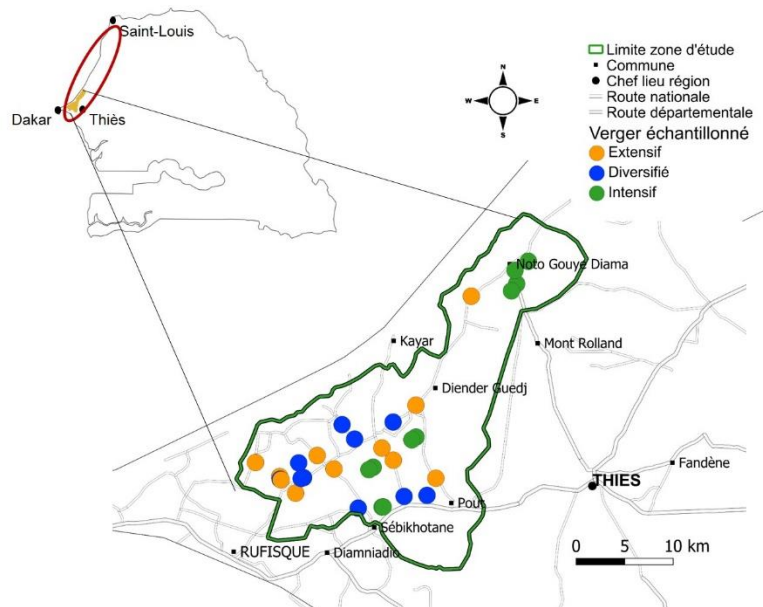 Saint-Louis
Dakar
Thiès
N
W
E
S
Limite zone d'étude
Commune
Chef lieu région
Route nationale
Route départementale
Verger échantillonné
Extensif
Diversifié
Intensif
Noto Gouye Diama
Kayar
Mont Rolland
Diender Guedj
Fandène
THIES
Pout
Sébikhotane
RUFISQUE
Diamniadio
0 5 10 km